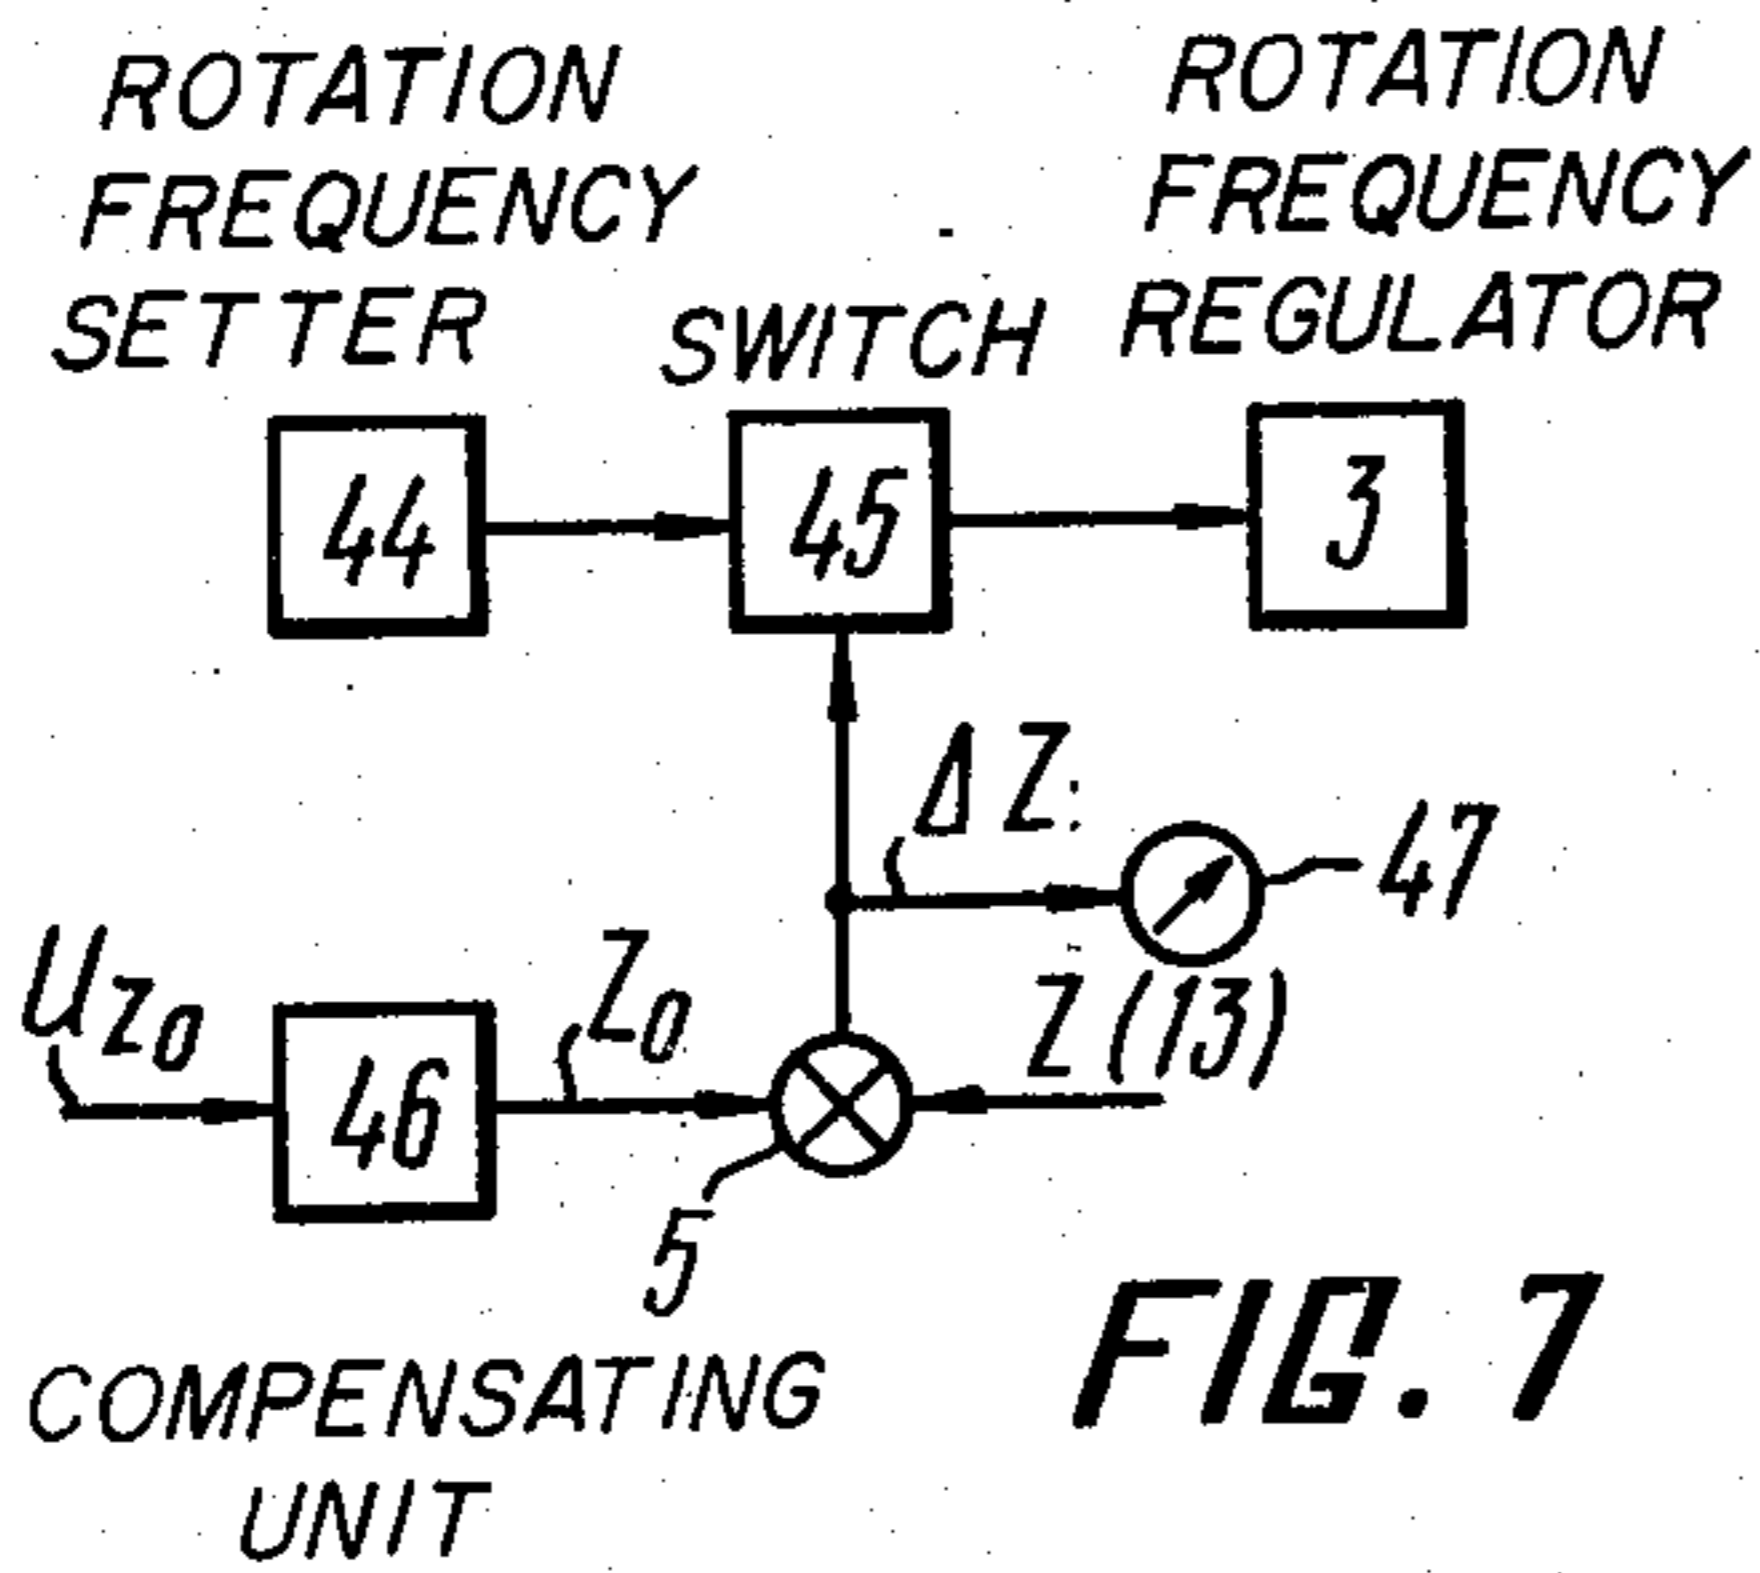 ROTATION
FREQUENCY
SETTER
SWITCH
ROTATION
FREQUENCY
REGULATOR
44
45
3
ΔZ
47
Uz₀
46
Z₀
Z (13)
5
COMPENSATING
UNIT
FIG. 7